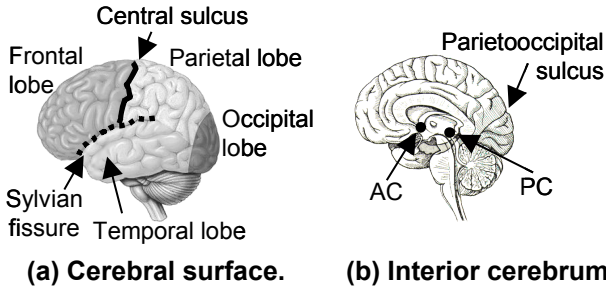 Central sulcus
Frontal
lobe
Parietal lobe
Occipital
lobe
Sylvian
fissure
Temporal lobe
(a) Cerebral surface.
Parietooccipital
sulcus
AC
PC
(b) Interior cerebrum